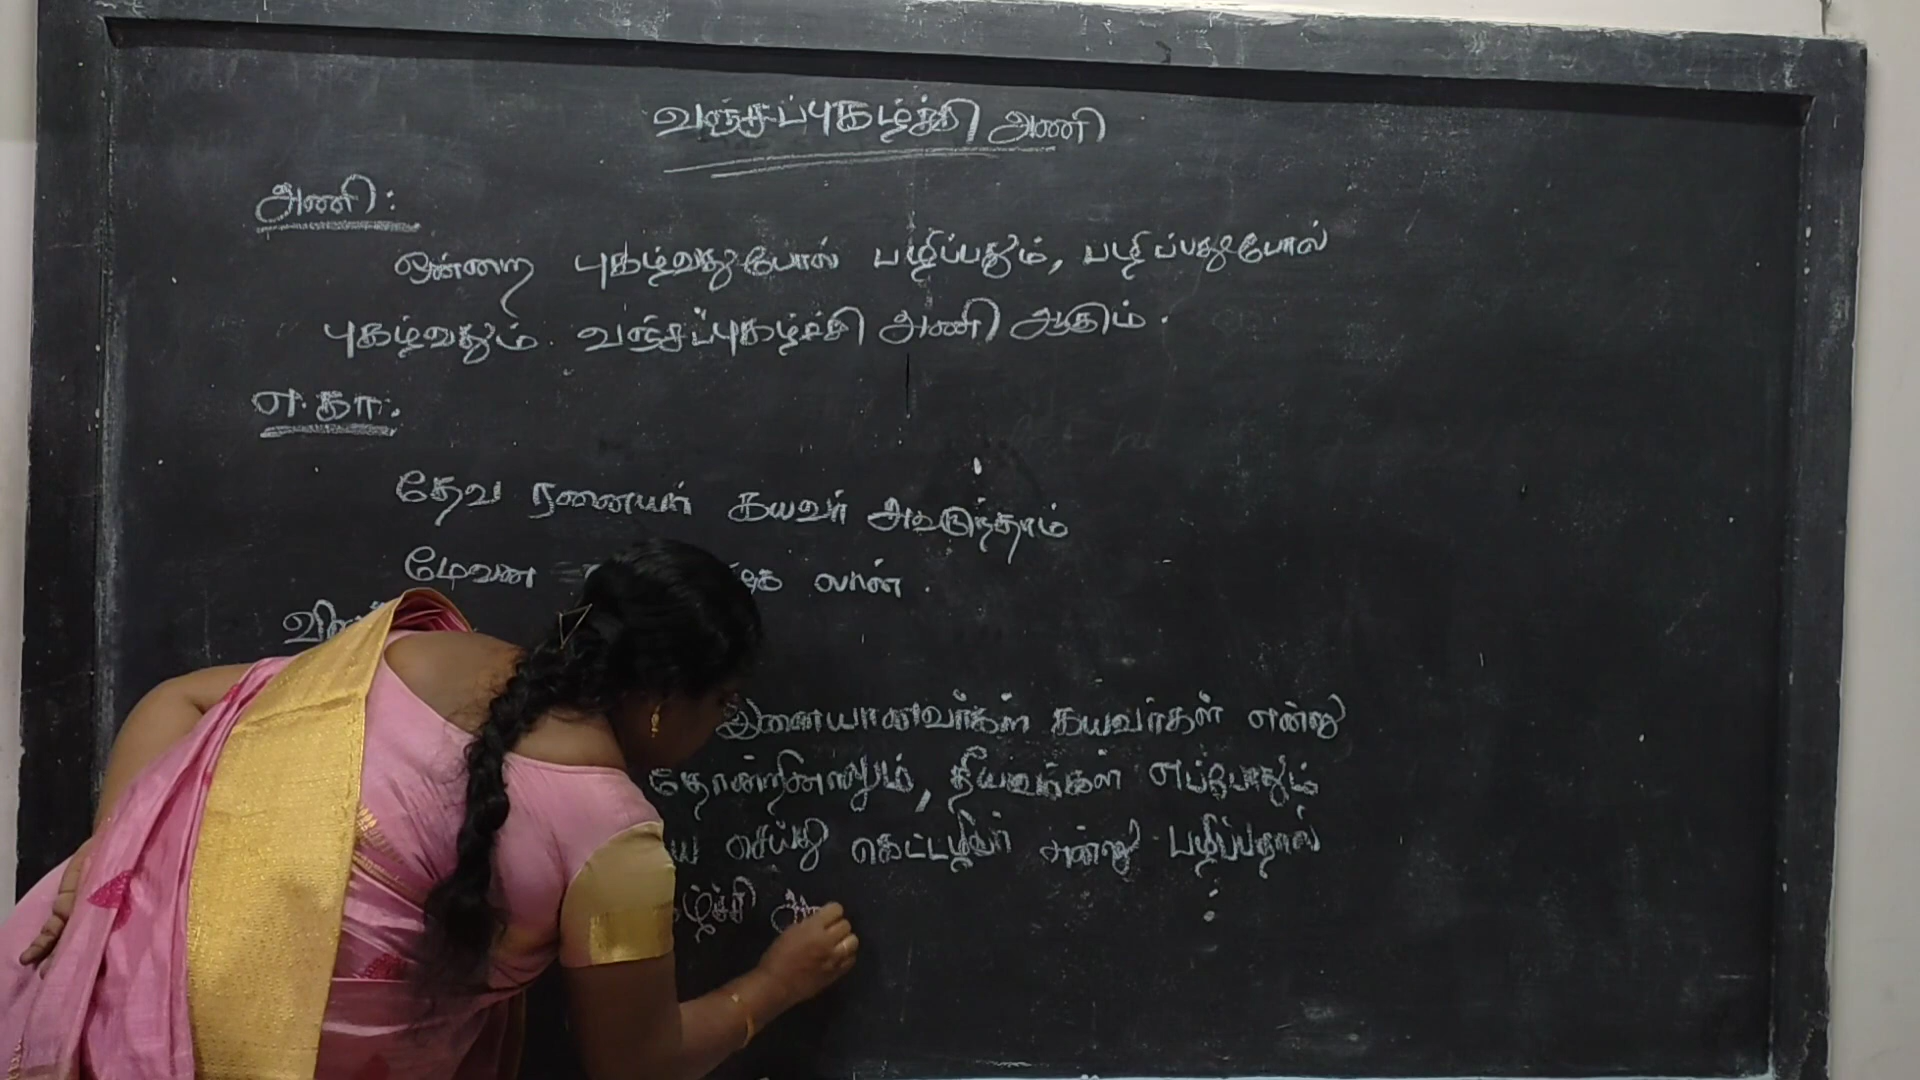 வஞ்சப்புகழ்ச்சி அணி
அணி:
ஒன்றை புகழ்வதுபோல் பழிப்பதும், பழிப்பதுபோல்
புகழ்வதும் வஞ்சப்புகழ்ச்சி அணி ஆகும்.
எ.கா.
தேவ ரனையர் கயவர் அவருந்தாம்
மேவன லான்.
இணையானவர்கள் கயவர்கள் என்று
தோன்றினாலும், தீயவர்கள் எப்போதும்
செய்து கெட்டழிவர் என்று பழிப்பதால்